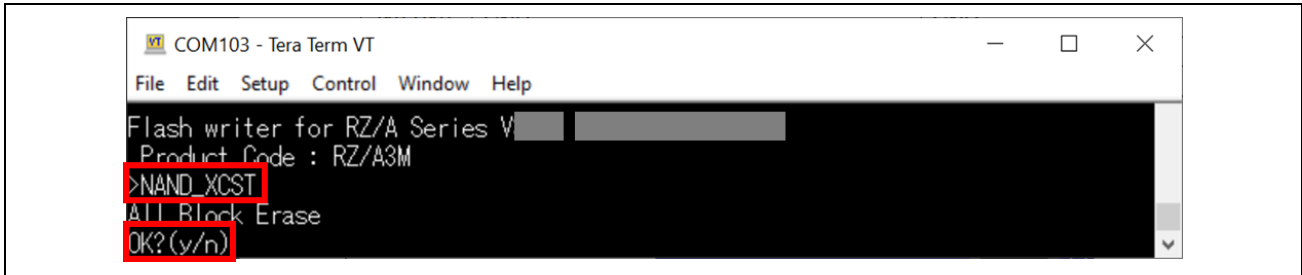 VT COM103 - Tera Term VT
File Edit Setup Control Window Help
Flash writer for RZ/A Series V
Product Code : RZ/A3M
>NAND_XCST
All Block Erase
OK?(y/n)